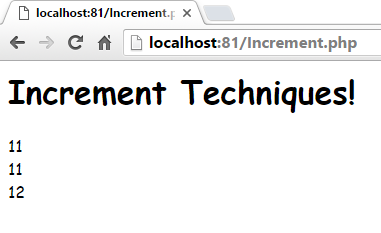 localhost:81/Increment.p
localhost:81/Increment.php
Increment Techniques!
11
11
12